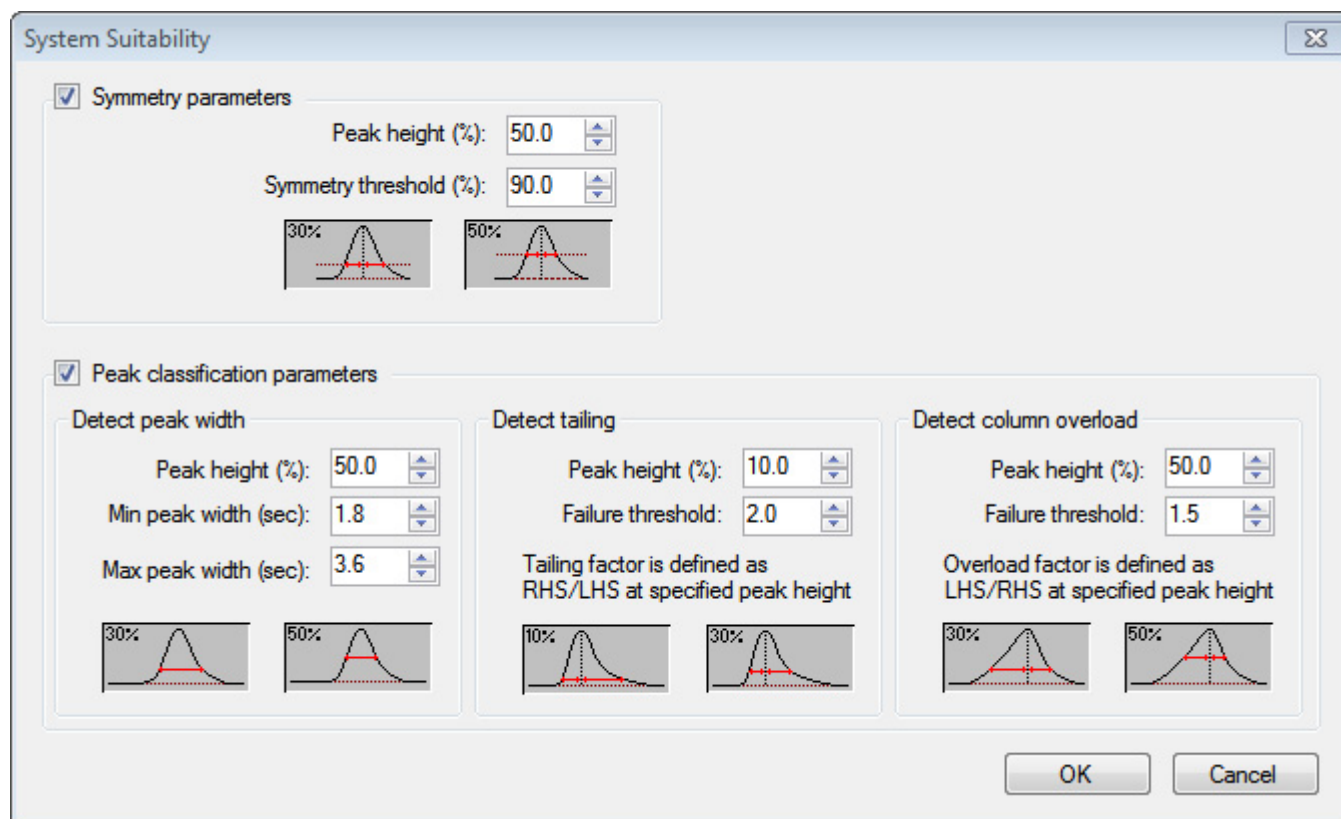 System Suitability
Symmetry parameters
Peak height (%): 50.0
Symmetry threshold (%): 90.0
30% 50%
Peak classification parameters
Detect peak width
Peak height (%): 50.0
Min peak width (sec): 1.8
Max peak width (sec): 3.6
30% 50%
Detect tailing
Peak height (%): 10.0
Failure threshold: 2.0
Tailing factor is defined as
RHS/LHS at specified peak height
10% 30%
Detect column overload
Peak height (%): 50.0
Failure threshold: 1.5
Overload factor is defined as
LHS/RHS at specified peak height
30% 50%
OK Cancel